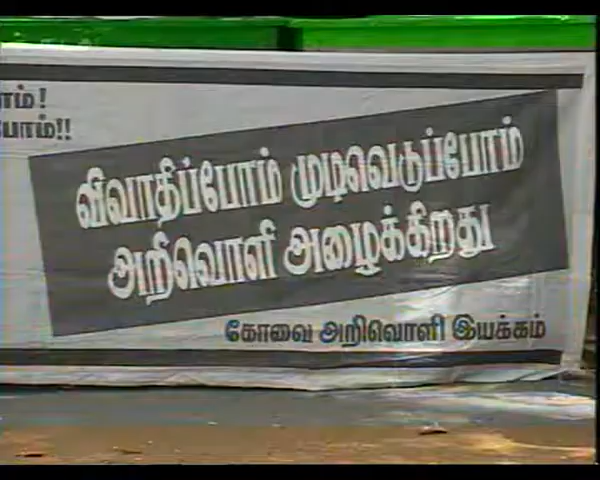 விவாதிப்போம் முடிவெடுப்போம்
அறிவொளி அழைக்கிறது
கோவை அறிவொளி இயக்கம்